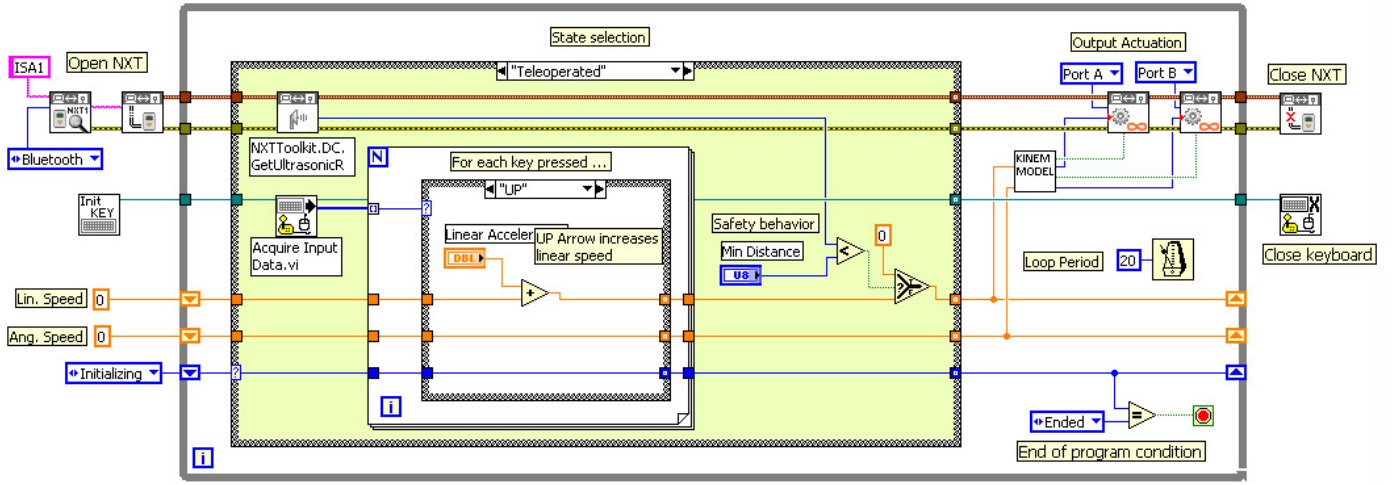 State selection
Output Actuation
ISA1
Open NXT
"Teleoperated"
Port A
Port B
Close NXT
NXT1
Bluetooth
NXTToolkit.DC.
GetUltrasonicR
N
For each key pressed ...
"UP"
KINEM
MODEL
Init
KEY
Acquire Input
Data.vi
Linear Acceler
UP Arrow increases
linear speed
DBL
Safety behavior
Min Distance
U8
<
0
?
F
Loop Period
20
Close keyboard
Lin. Speed
0
+
Ang. Speed
0
Initializing
?
?
i
Ended
=
End of program condition
i